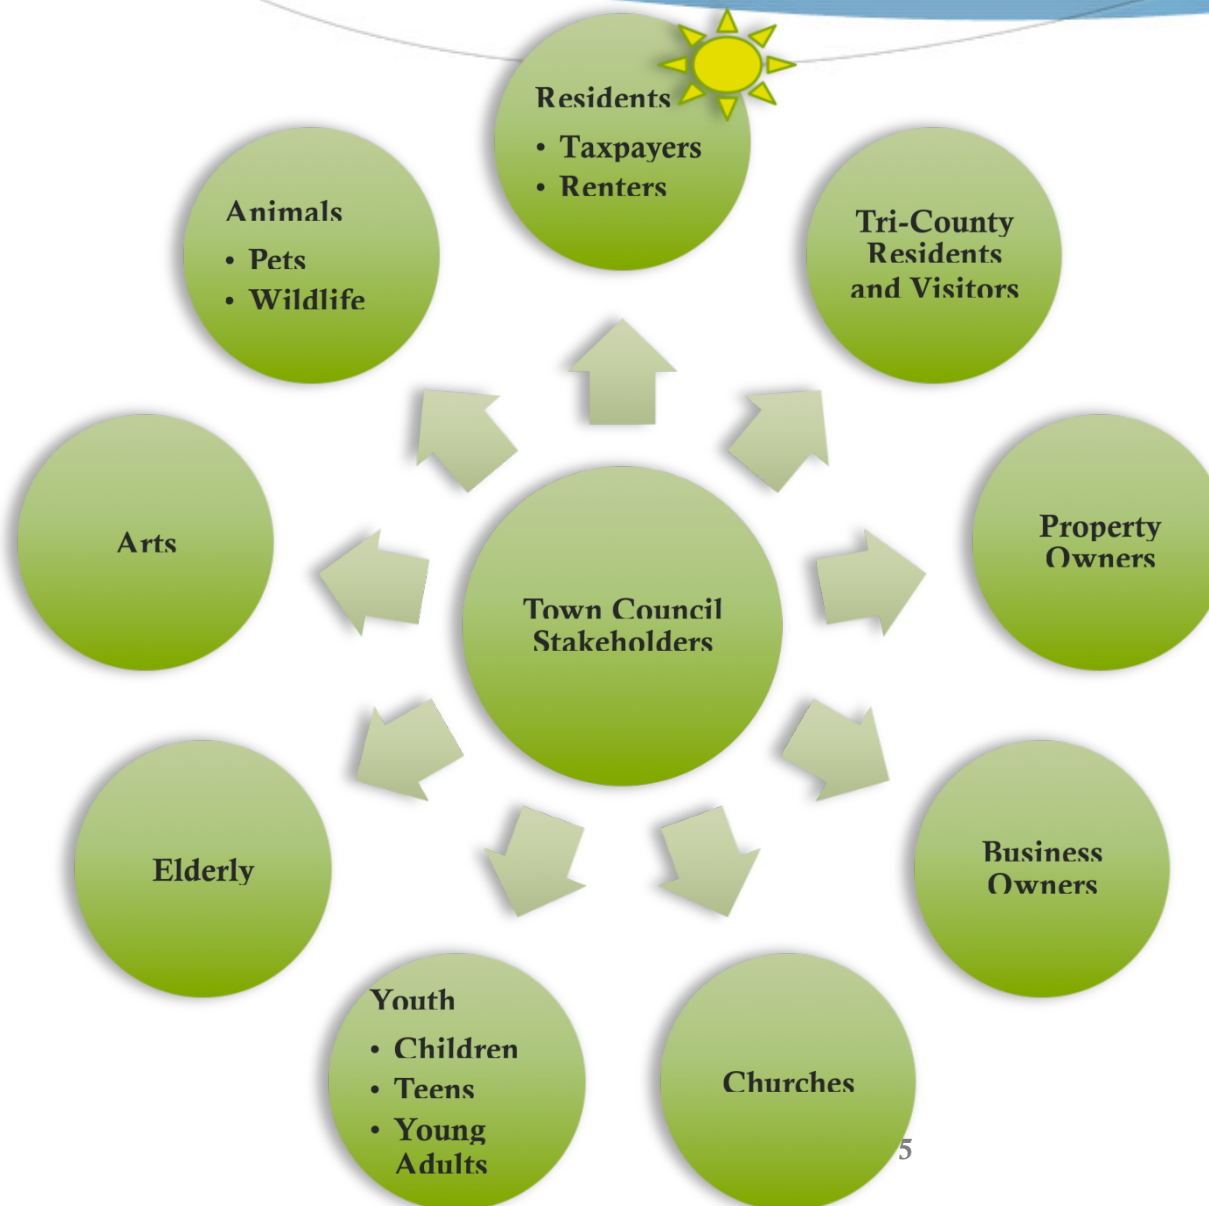 Residents
• Taxpayers
• Renters
Tri-County
Residents
and Visitors
Property
Owners
Business
Owners
Churches
Youth
• Children
• Teens
• Young
Adults
Elderly
Arts
Animals
• Pets
• Wildlife
Town Council
Stakeholders
5